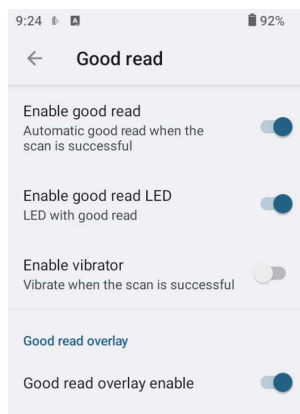 9:24 92%
Good read
Enable good read
Automatic good read when the
scan is successful
Enable good read LED
LED with good read
Enable vibrator
Vibrate when the scan is successful
Good read overlay
Good read overlay enable